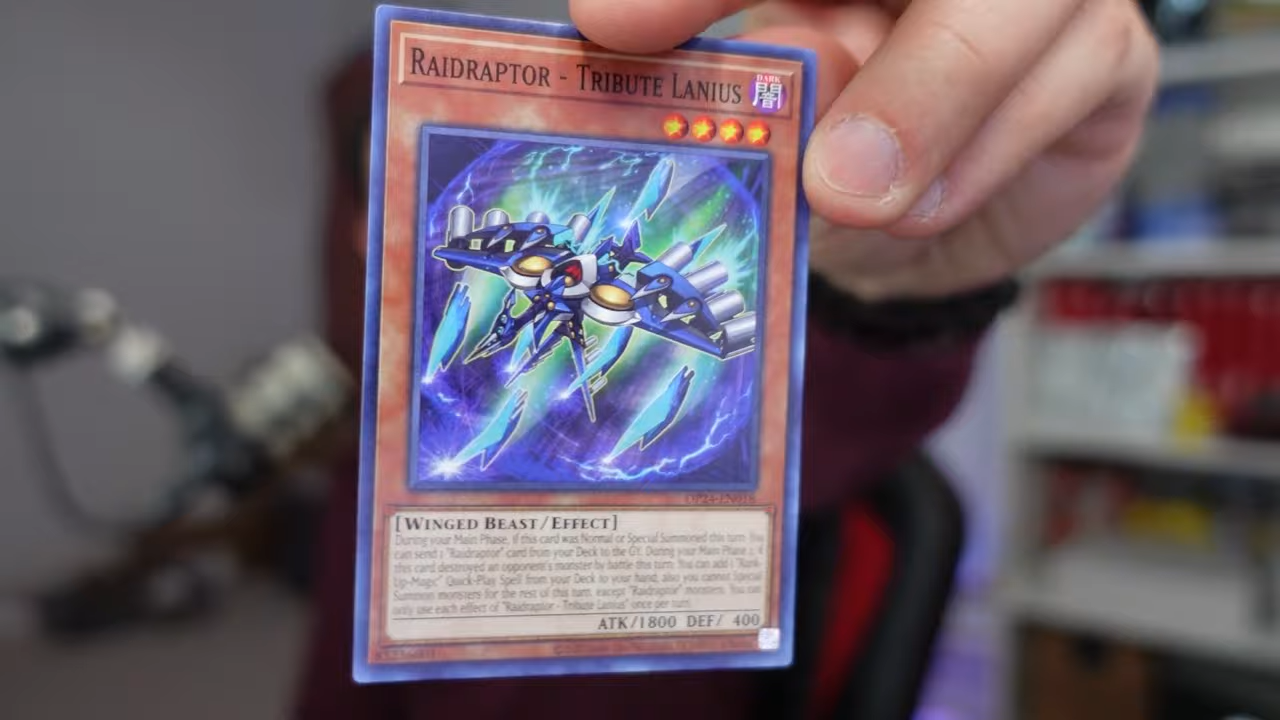 RAIDRAPTOR - TRIBUTE LANIUS
DARK
闇
DP24-EN018
[WINGED BEAST/EFFECT]
During your Main Phase, if this card was Normal or Special Summoned this turn: You
can send 1 "Raidraptor" card from your Deck to the GY. During your Main Phase 2, if
this card destroyed an opponent's monster by battle this turn: You can add 1 "Rank-
Up-Magic" Quick-Play Spell from your Deck to your hand, also you cannot Special
Summon monsters for the rest of this turn, except "Raidraptor" monsters. You can
only use each effect of "Raidraptor - Tribute Lanius" once per turn.
ATK/1800 DEF/ 400